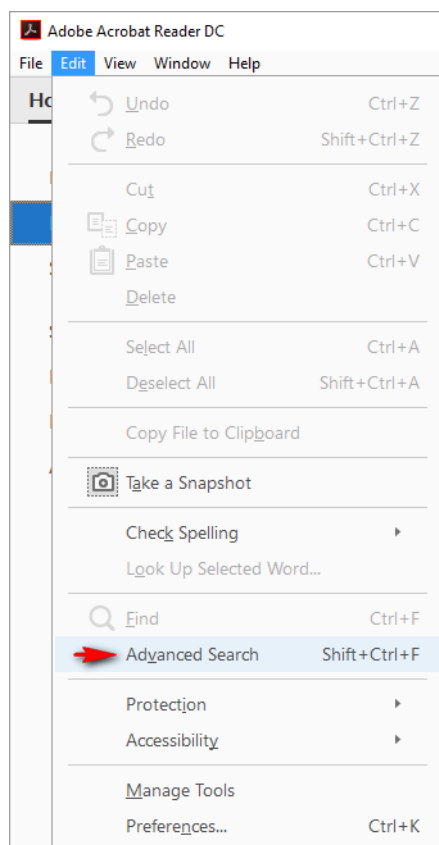 Adobe Acrobat Reader DC
File Edit View Window Help
Undo Ctrl+Z
Redo Shift+Ctrl+Z
Cut Ctrl+X
Copy Ctrl+C
Paste Ctrl+V
Delete
Select All Ctrl+A
Deselect All Shift+Ctrl+A
Copy File to Clipboard
Take a Snapshot
Check Spelling
Look Up Selected Word...
Find Ctrl+F
Advanced Search Shift+Ctrl+F
Protection
Accessibility
Manage Tools
Preferences... Ctrl+K